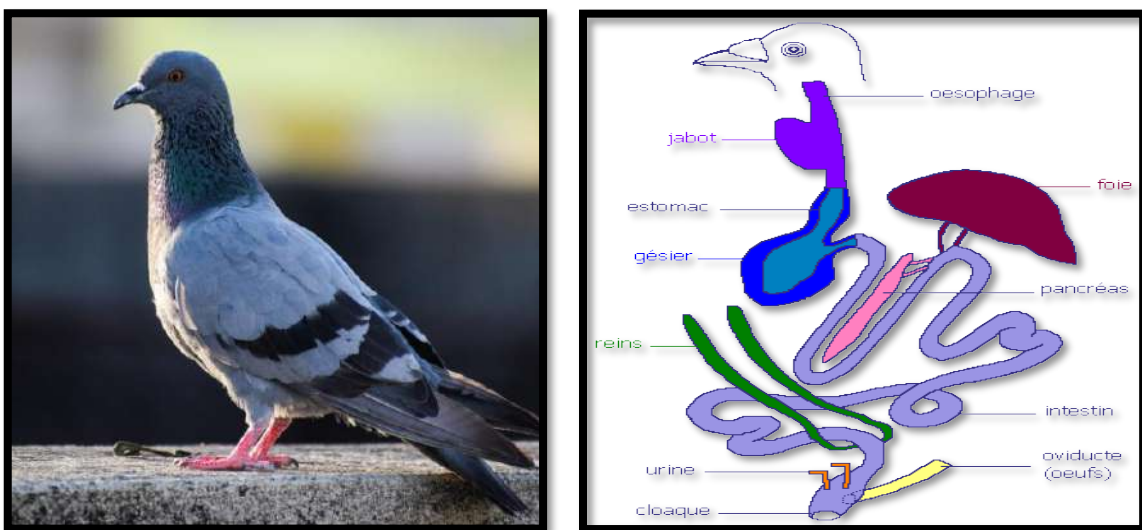 oesophage
jabot
foie
estomac
gésier
pancréas
reins
intestin
oviducte
(oeufs)
urine
cloaque